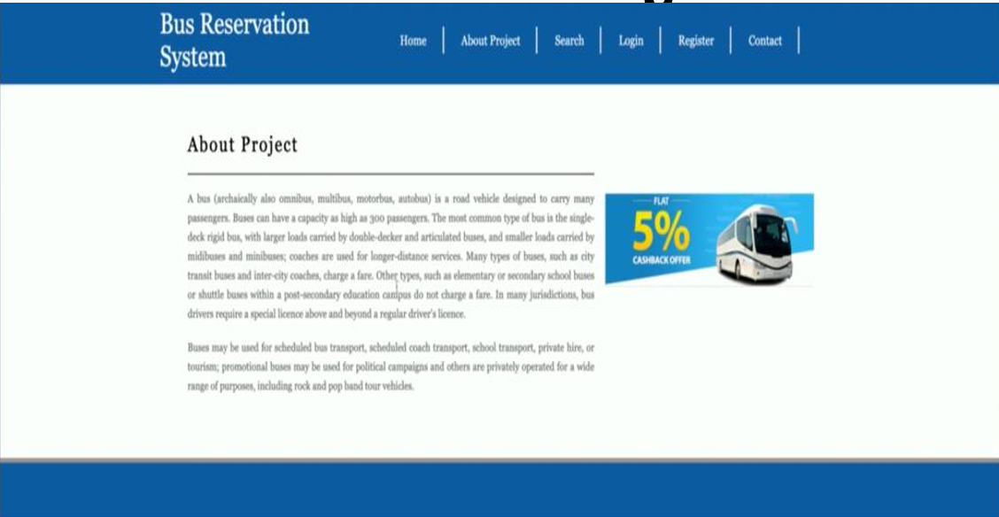 Bus Reservation
System
Home
About Project
Search
Login
Register
Contact
About Project
A bus (archaically also omnibus, multibus, motorbus, autobus) is a road vehicle designed to carry many
passengers. Buses can have a capacity as high as 300 passengers. The most common type of bus is the single-
deck rigid bus, with larger loads carried by double-decker and articulated buses, and smaller loads carried by
midibuses and minibuses; coaches are used for longer-distance services. Many types of buses, such as city
transit buses and inter-city coaches, charge a fare. Other types, such as elementary or secondary school buses
or shuttle buses within a post-secondary education campus do not charge a fare. In many jurisdictions, bus
drivers require a special licence above and beyond a regular driver's licence.
Buses may be used for scheduled bus transport, scheduled coach transport, school transport, private hire, or
tourism; promotional buses may be used for political campaigns and others are privately operated for a wide
range of purposes, including rock and pop band tour vehicles.
FLAT
5%
CASHBACK OFFER